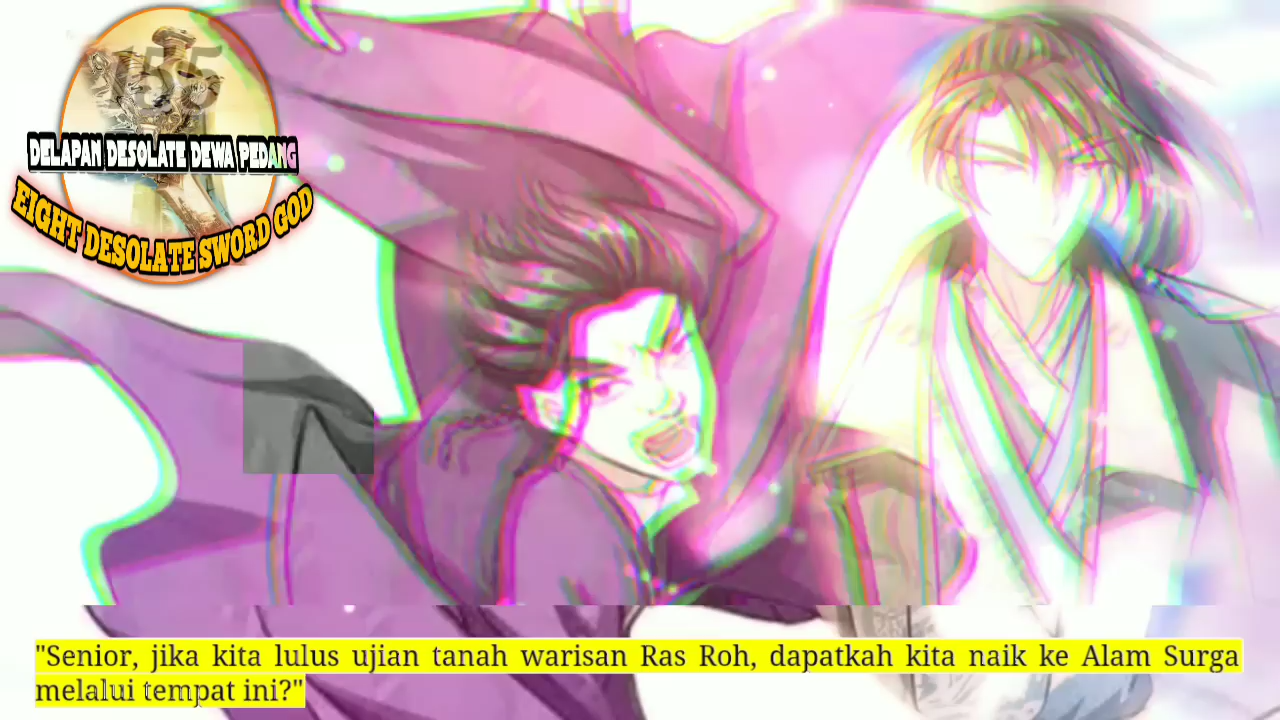 155
DELAPAN DESOLATE DEWA PEDANG
EIGHT DESOLATE SWORD GOD
"Senior, jika kita lulus ujian tanah warisan Ras Roh, dapatkah kita naik ke Alam Surga
melalui tempat ini?"